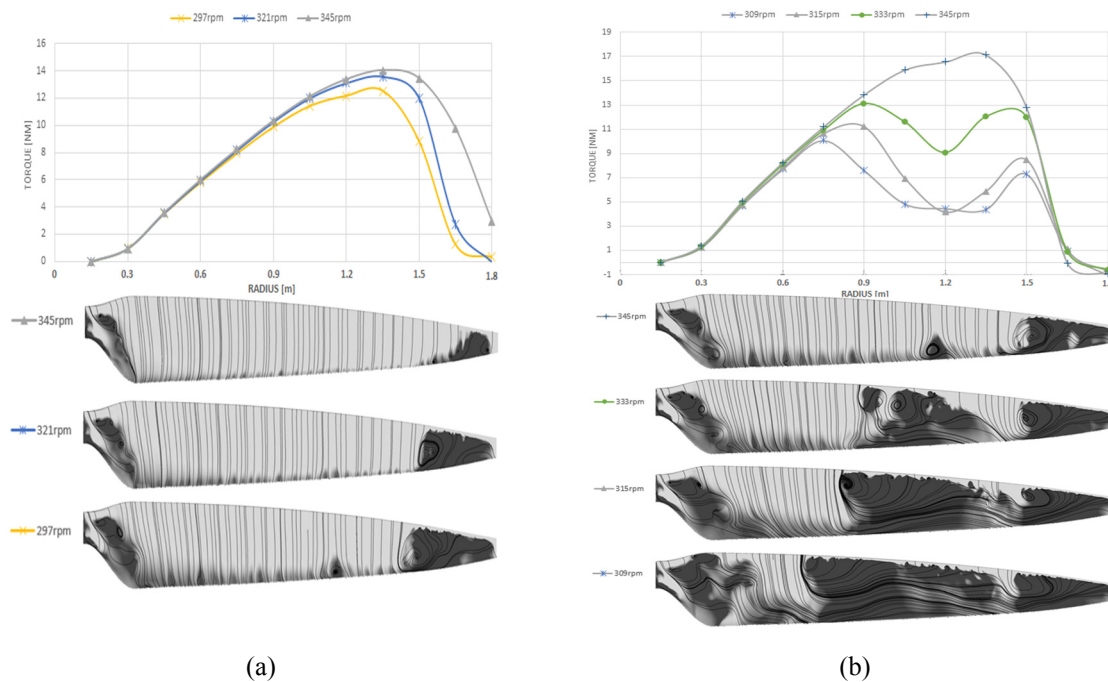 297rpm 321rpm 345rpm
16
14
12
10
8
6
4
2
0
TORQUE [NM]
0 0.3 0.6 0.9 1.2 1.5 1.8
RADIUS [m]
345rpm
321rpm
297rpm
(a)
309rpm 315rpm 333rpm 345rpm
19
17
15
13
11
9
7
5
3
1
-1
TORQUE [NM]
0 0.3 0.6 0.9 1.2 1.5
RADIUS [m]
345rpm
333rpm
315rpm
309rpm
(b)